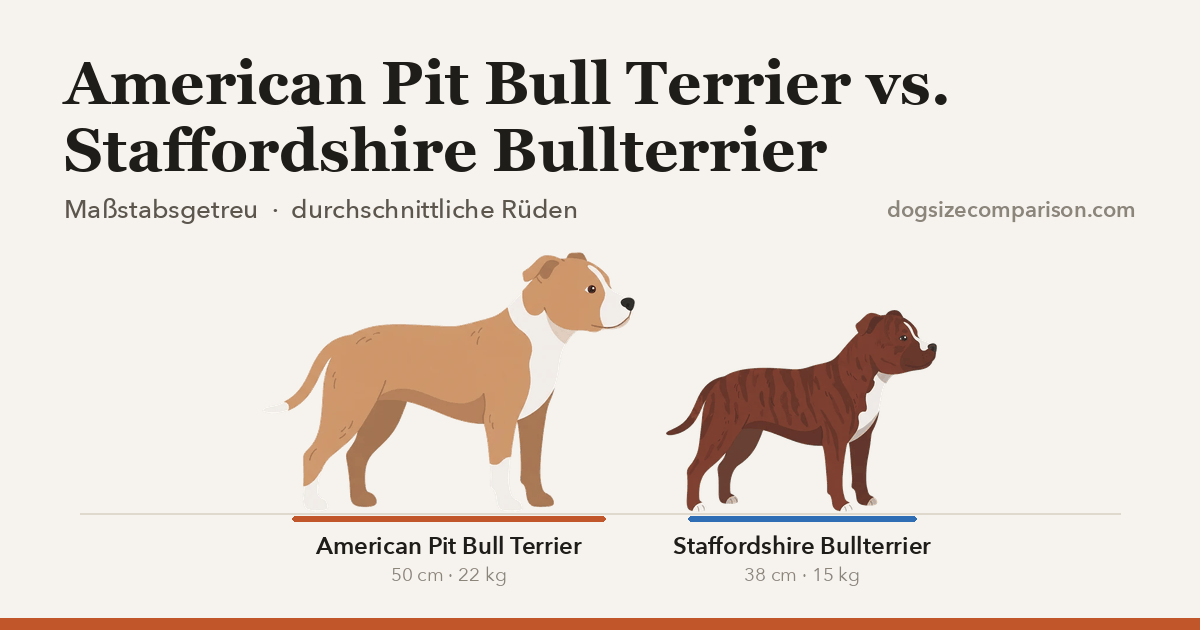 American Pit Bull Terrier vs.
Staffordshire Bullterrier
Maßstabsgetreu · durchschnittliche Rüden
dogsizecomparison.com
American Pit Bull Terrier
50 cm · 22 kg
Staffordshire Bullterrier
38 cm · 15 kg